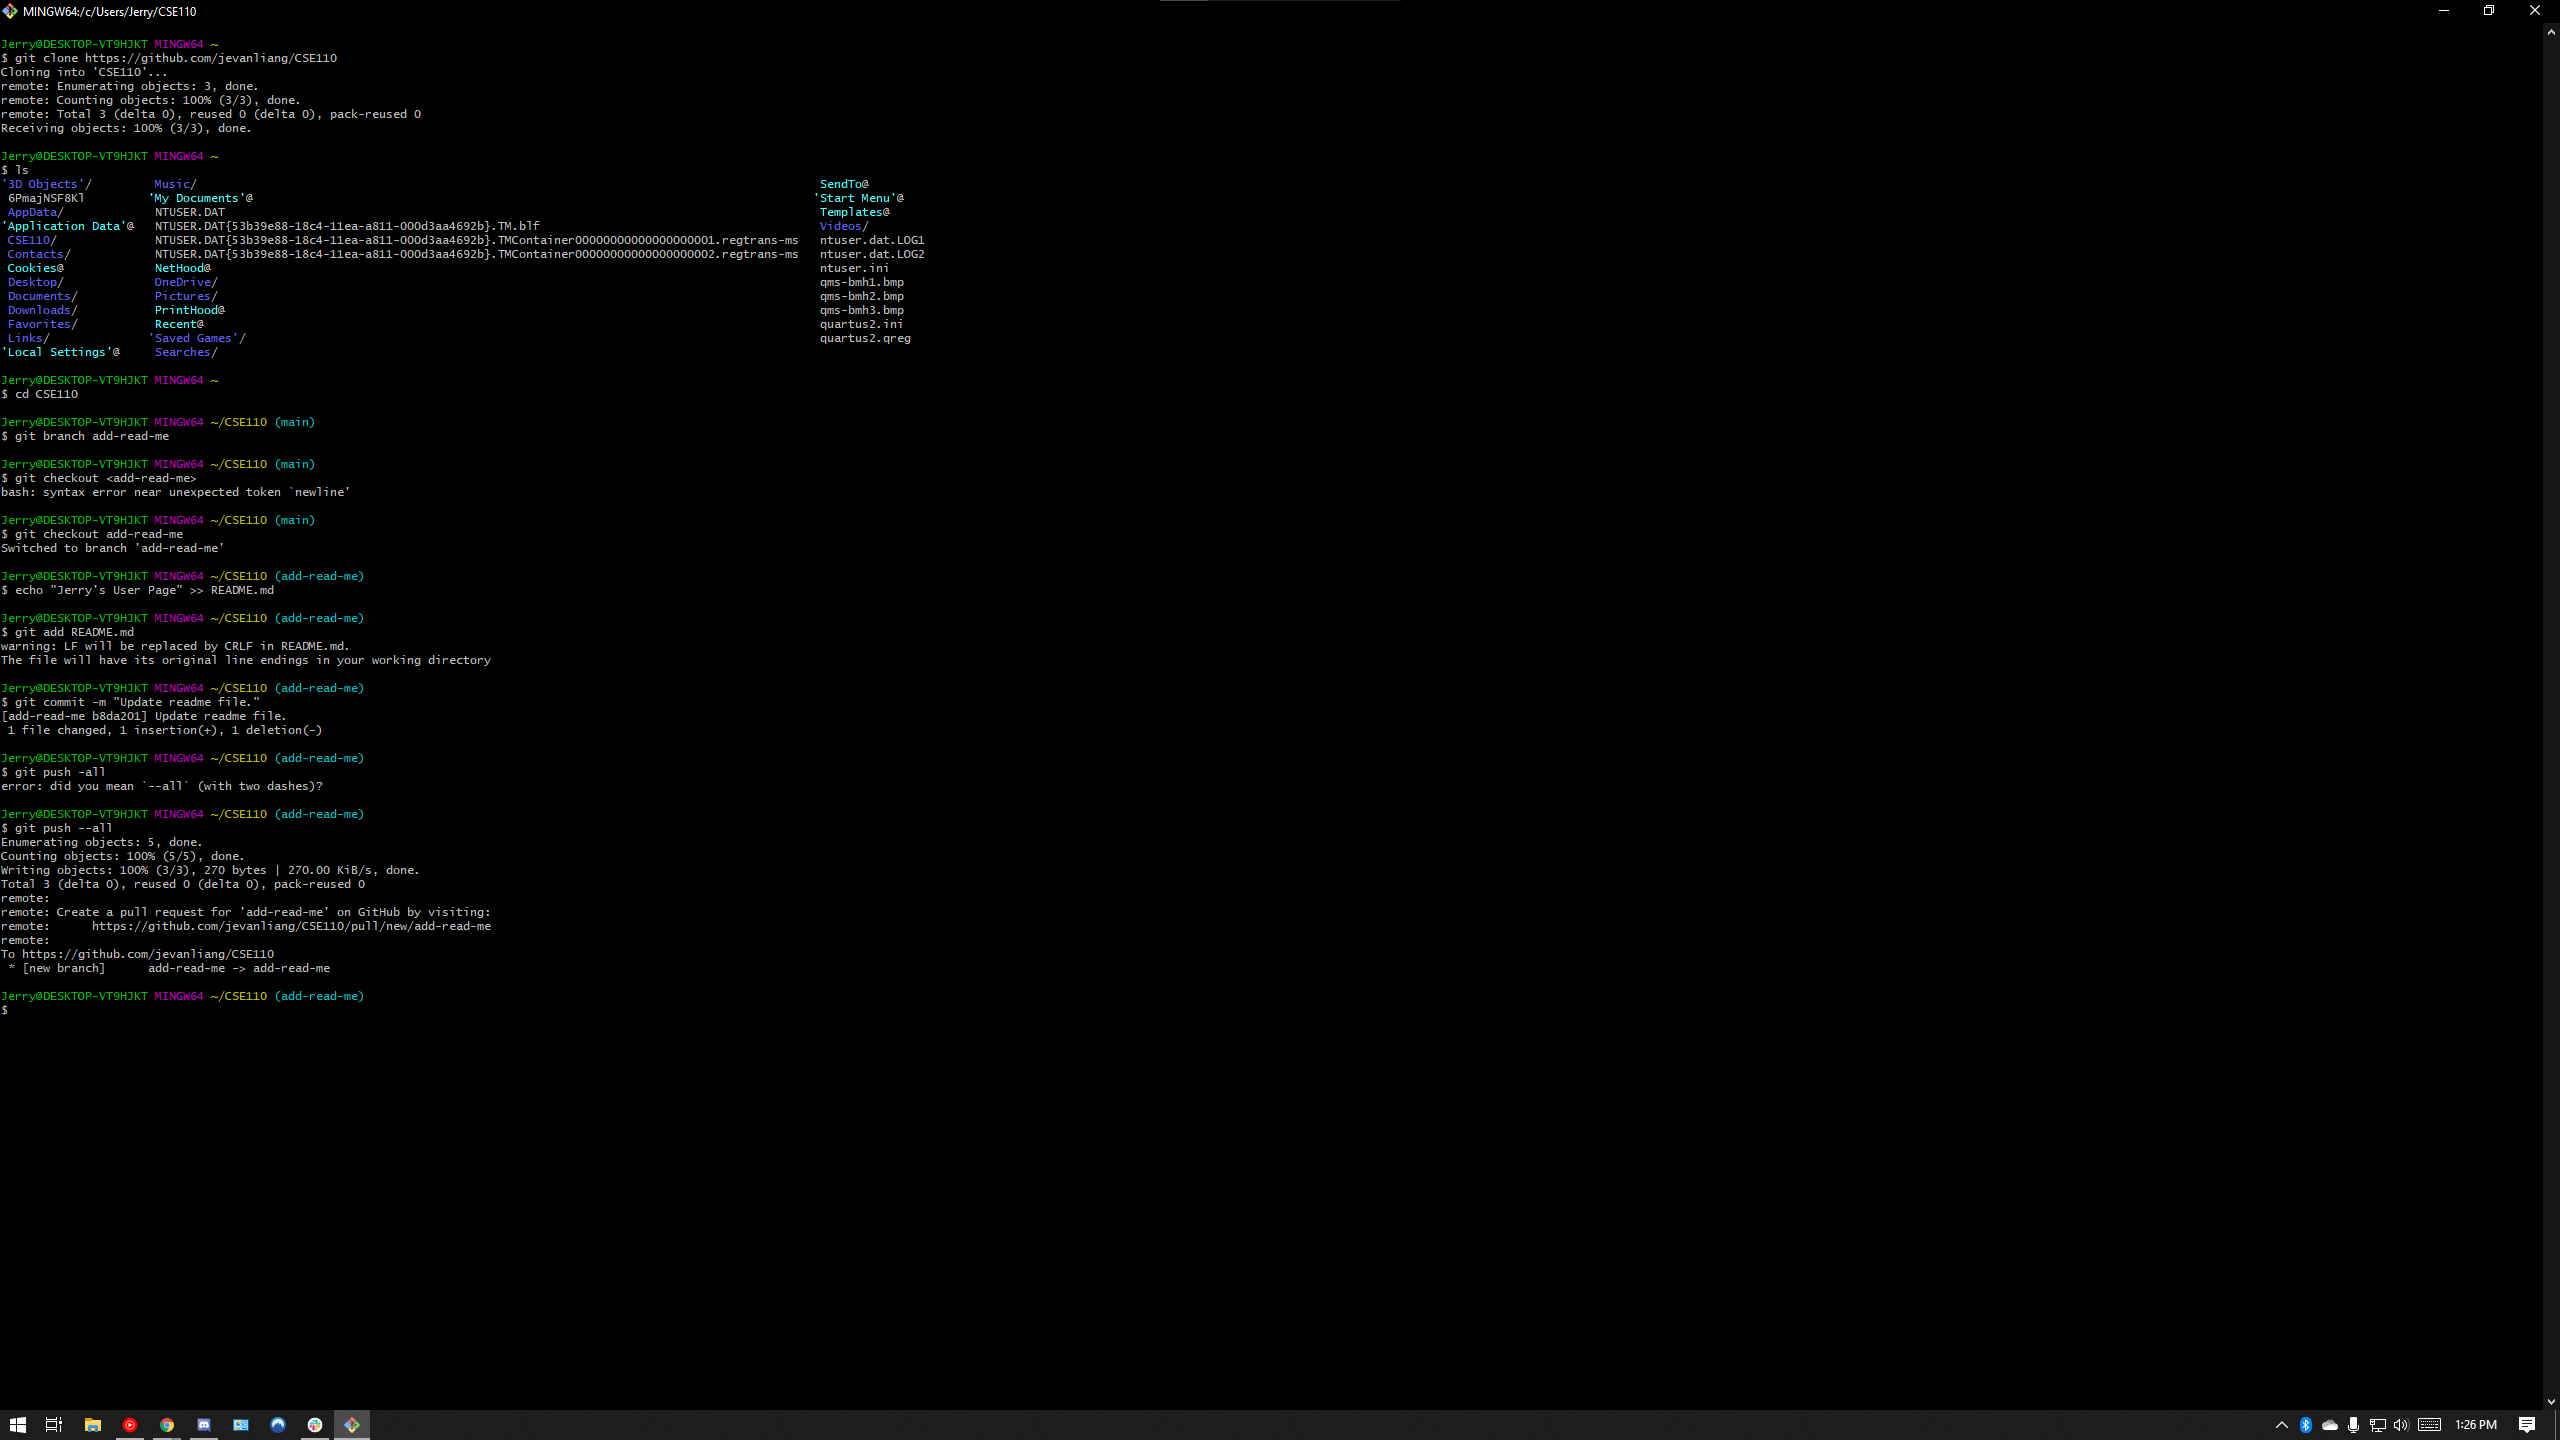 MINGW64:/c/Users/Jerry/CSE110
Jerry@DESKTOP-VT9HJKT MINGW64 ~
$ git clone https://github.com/jevanliang/CSE110
Cloning into 'CSE110'...
remote: Enumerating objects: 3, done.
remote: Counting objects: 100% (3/3), done.
remote: Total 3 (delta 0), reused 0 (delta 0), pack-reused 0
Receiving objects: 100% (3/3), done.
Jerry@DESKTOP-VT9HJKT MINGW64 ~
$ ls
'3D Objects'/ Music/ SendTo@
6PmajNSF8Kl 'My Documents'@ 'Start Menu'@
AppData/ NTUSER.DAT Templates@
'Application Data'@ NTUSER.DAT{53b39e88-18c4-11ea-a811-000d3aa4692b}.TM.blf Videos/
CSE110/ NTUSER.DAT{53b39e88-18c4-11ea-a811-000d3aa4692b}.TMContainer00000000000000000001.regtrans-ms ntuser.dat.LOG1
Contacts/ NTUSER.DAT{53b39e88-18c4-11ea-a811-000d3aa4692b}.TMContainer00000000000000000002.regtrans-ms ntuser.dat.LOG2
Cookies@ NetHood@ ntuser.ini
Desktop/ OneDrive/ qms-bmh1.bmp
Documents/ Pictures/ qms-bmh2.bmp
Downloads/ PrintHood@ qms-bmh3.bmp
Favorites/ Recent@ quartus2.ini
Links/ 'Saved Games'/ quartus2.qreg
'Local Settings'@ Searches/
Jerry@DESKTOP-VT9HJKT MINGW64 ~
$ cd CSE110
Jerry@DESKTOP-VT9HJKT MINGW64 ~/CSE110 (main)
$ git branch add-read-me
Jerry@DESKTOP-VT9HJKT MINGW64 ~/CSE110 (main)
$ git checkout <add-read-me>
bash: syntax error near unexpected token `newline'
Jerry@DESKTOP-VT9HJKT MINGW64 ~/CSE110 (main)
$ git checkout add-read-me
Switched to branch 'add-read-me'
Jerry@DESKTOP-VT9HJKT MINGW64 ~/CSE110 (add-read-me)
$ echo "Jerry's User Page" >> README.md
Jerry@DESKTOP-VT9HJKT MINGW64 ~/CSE110 (add-read-me)
$ git add README.md
warning: LF will be replaced by CRLF in README.md.
The file will have its original line endings in your working directory
Jerry@DESKTOP-VT9HJKT MINGW64 ~/CSE110 (add-read-me)
$ git commit -m "Update readme file."
[add-read-me b8da201] Update readme file.
1 file changed, 1 insertion(+), 1 deletion(-)
Jerry@DESKTOP-VT9HJKT MINGW64 ~/CSE110 (add-read-me)
$ git push -all
error: did you mean `--all` (with two dashes)?
Jerry@DESKTOP-VT9HJKT MINGW64 ~/CSE110 (add-read-me)
$ git push --all
Enumerating objects: 5, done.
Counting objects: 100% (5/5), done.
Writing objects: 100% (3/3), 270 bytes | 270.00 KiB/s, done.
Total 3 (delta 0), reused 0 (delta 0), pack-reused 0
remote:
remote: Create a pull request for 'add-read-me' on GitHub by visiting:
remote: https://github.com/jevanliang/CSE110/pull/new/add-read-me
remote:
To https://github.com/jevanliang/CSE110
* [new branch] add-read-me -> add-read-me
Jerry@DESKTOP-VT9HJKT MINGW64 ~/CSE110 (add-read-me)
$
1:26 PM